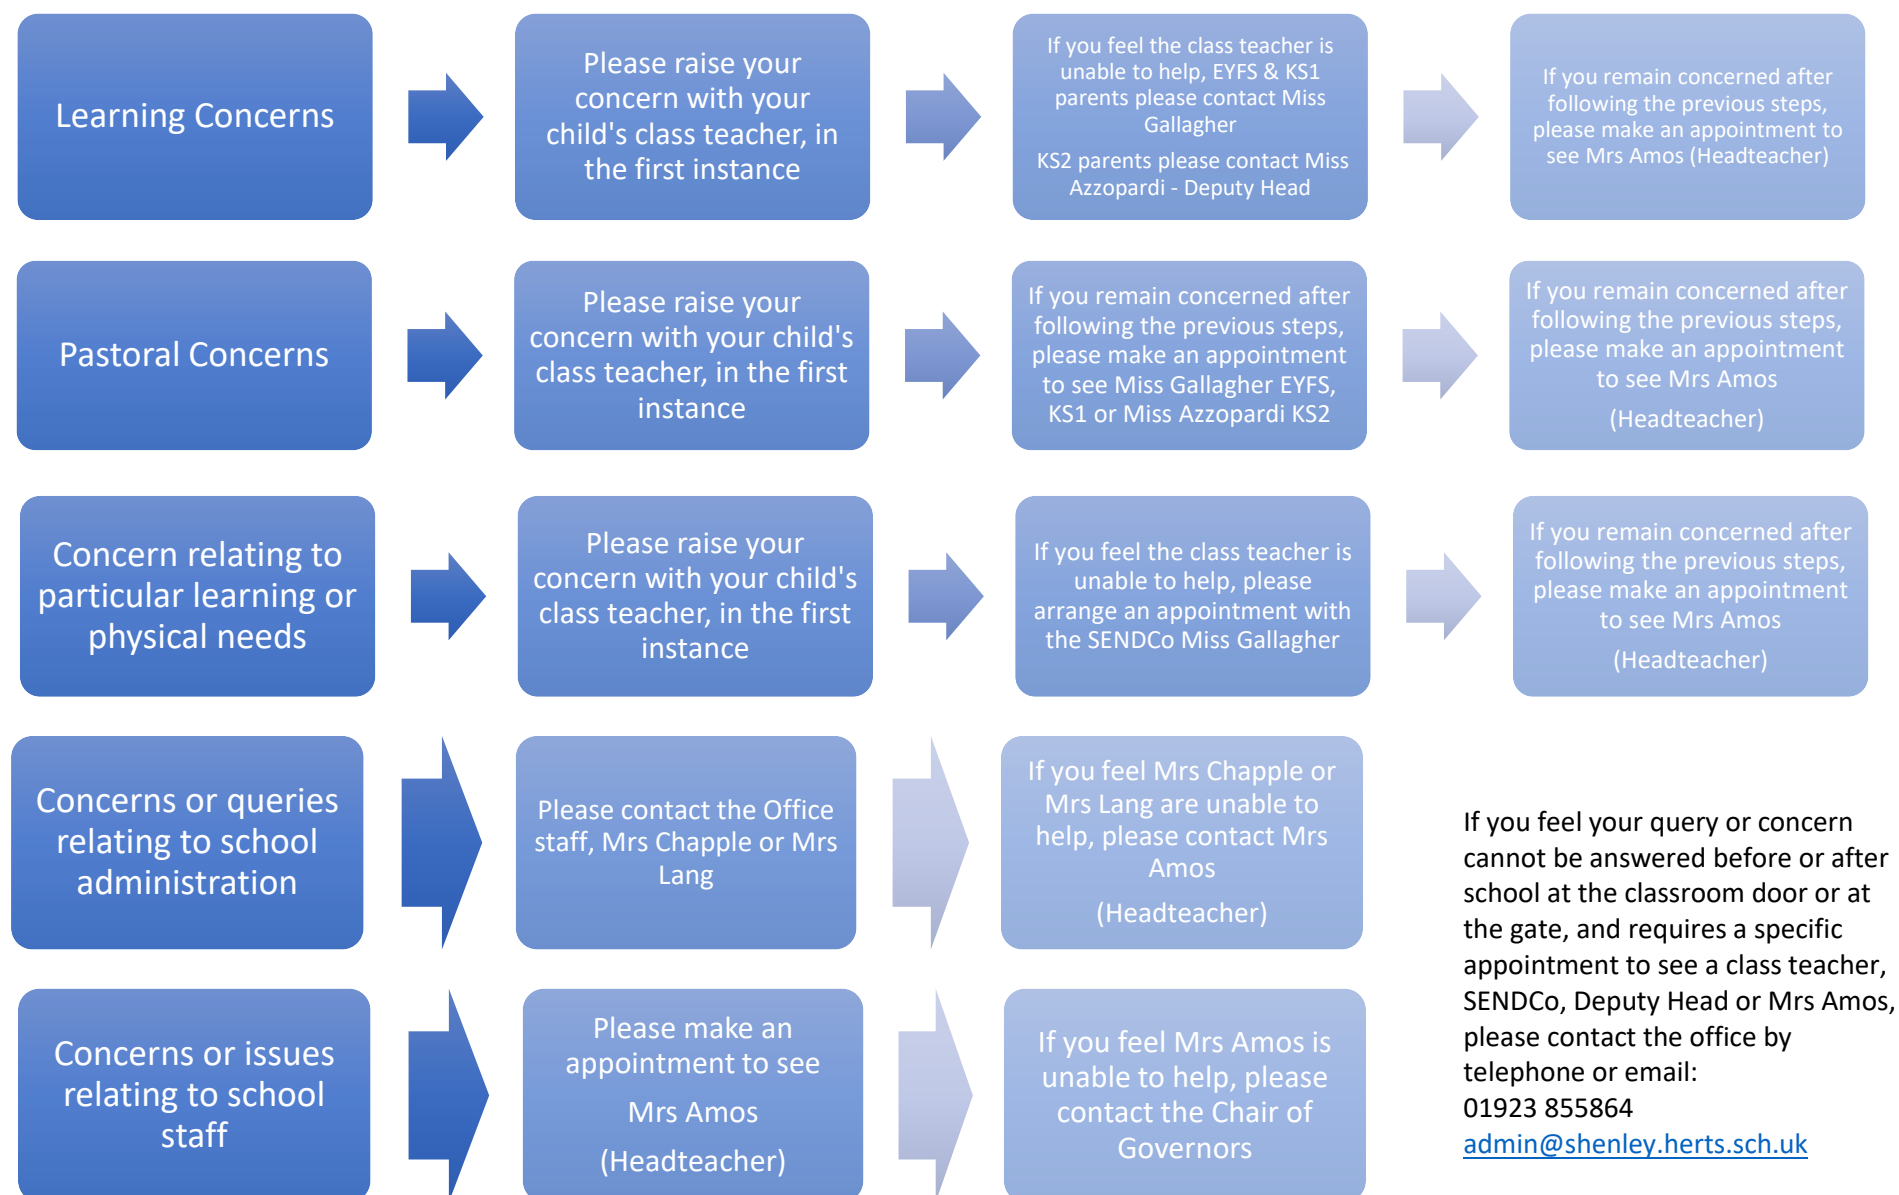 Learning Concerns
Please raise your
concern with your
child's class teacher, in
the first instance
If you feel the class teacher is
unable to help, EYFS & KS1
parents please contact Miss
Gallagher
KS2 parents please contact Miss
Azzopardi - Deputy Head
If you remain concerned after
following the previous steps,
please make an appointment to
see Mrs Amos (Headteacher)
Pastoral Concerns
Please raise your
concern with your child's
class teacher, in the first
instance
If you remain concerned after
following the previous steps,
please make an appointment
to see Miss Gallagher EYFS,
KS1 or Miss Azzopardi KS2
If you remain concerned after
following the previous steps,
please make an appointment
to see Mrs Amos
(Headteacher)
Concern relating to
particular learning or
physical needs
Please raise your
concern with your child's
class teacher, in the first
instance
If you feel the class teacher is
unable to help, please
arrange an appointment with
the SENDCo Miss Gallagher
If you remain concerned after
following the previous steps,
please make an appointment
to see Mrs Amos
(Headteacher)
Concerns or queries
relating to school
administration
Please contact the Office
staff, Mrs Chapple or Mrs
Lang
If you feel Mrs Chapple or
Mrs Lang are unable to
help, please contact Mrs
Amos
(Headteacher)
Concerns or issues
relating to school
staff
Please make an
appointment to see
Mrs Amos
(Headteacher)
If you feel Mrs Amos is
unable to help, please
contact the Chair of
Governors
If you feel your query or concern
cannot be answered before or after
school at the classroom door or at
the gate, and requires a specific
appointment to see a class teacher,
SENDCo, Deputy Head or Mrs Amos,
please contact the office by
telephone or email:
01923 855864
admin@shenley.herts.sch.uk